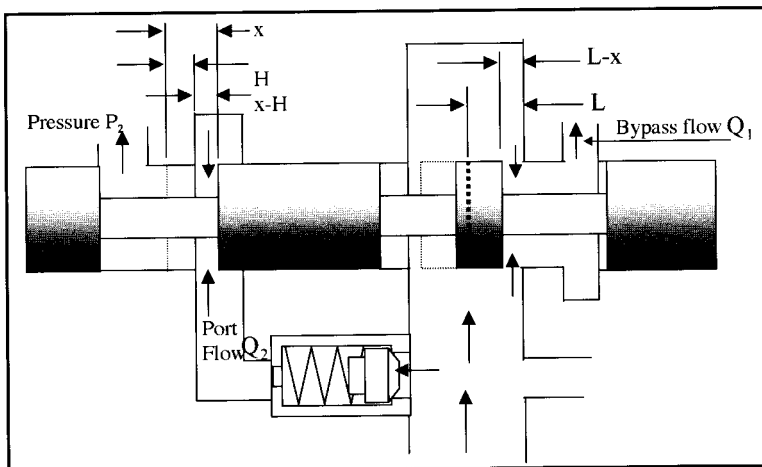 x
H
x-H
L-x
L
Pressure P₂
Bypass flow Q₁
Port
Flow Q₂